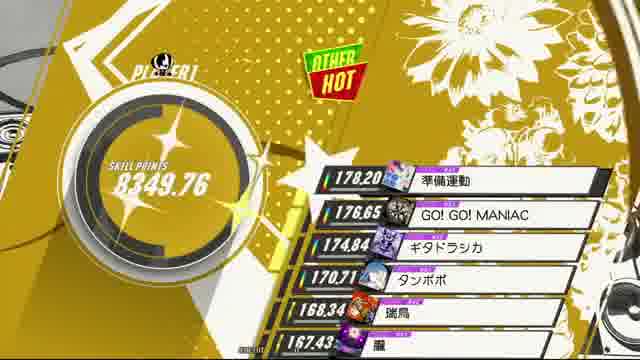 PLAYER1
OTHER
HOT
SKILL POINTS
8349.76
178,20 準備運動
176,65 GO! GO! MANIAC
174,84 ギタドラシカ
170,71 タンポポ
168,34 瑞鳥
167,43 朧